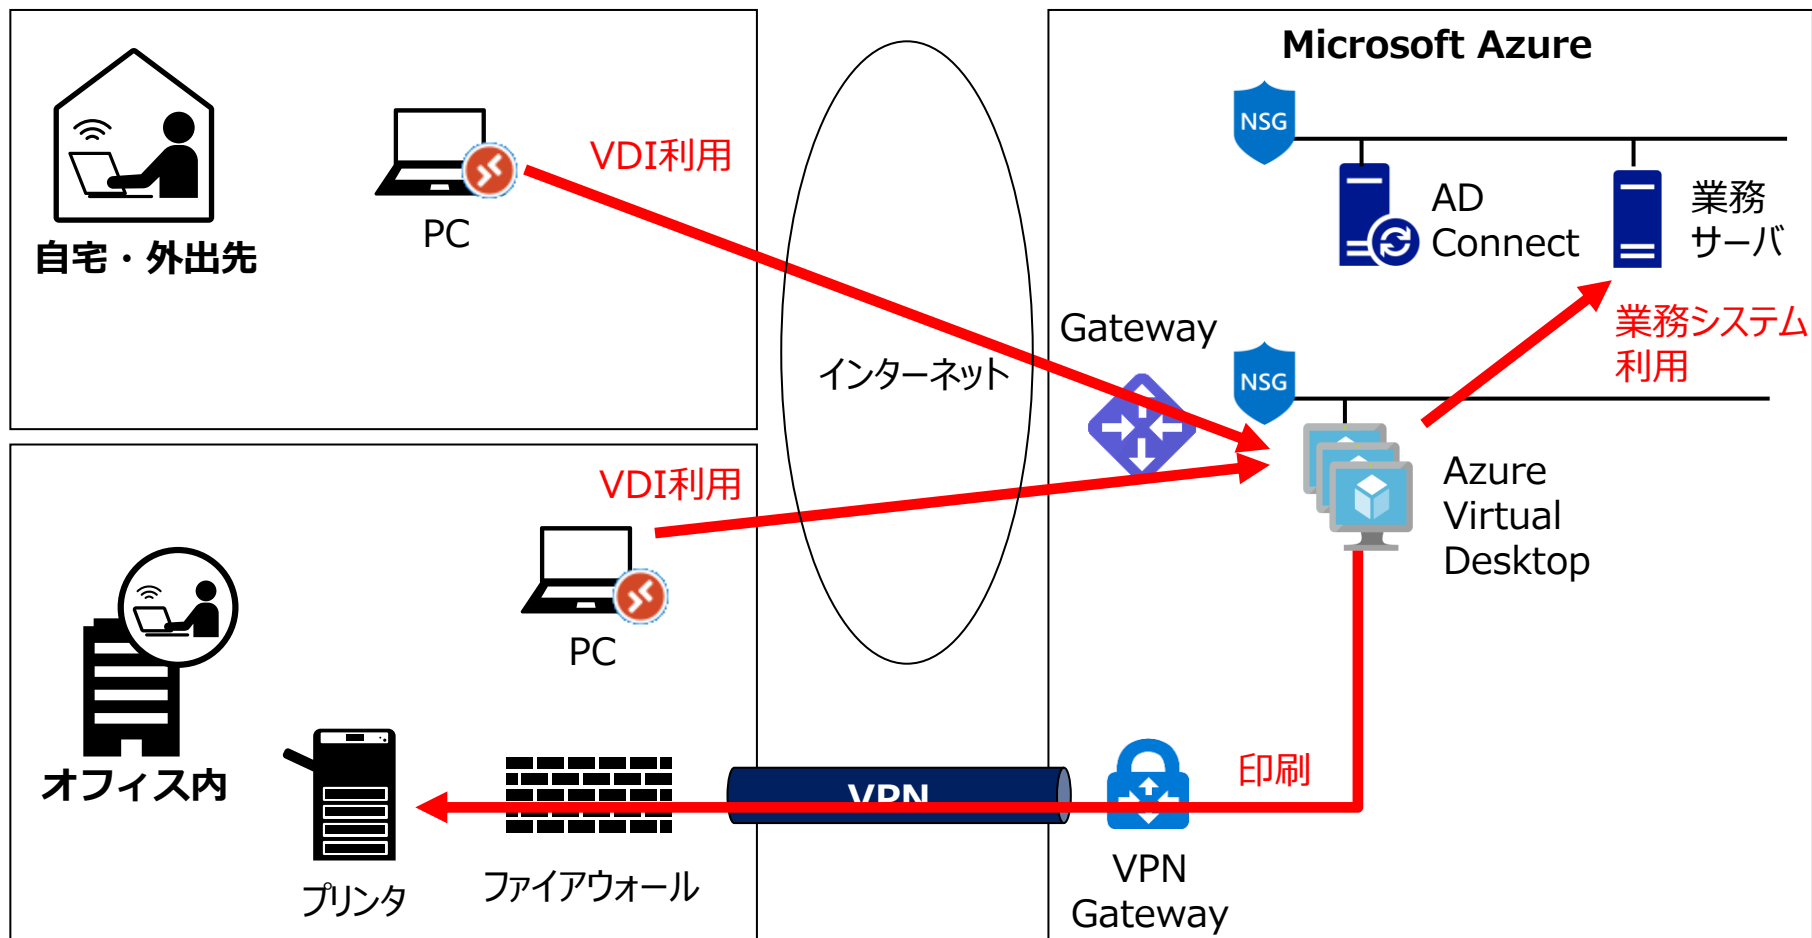 Microsoft Azure
NSG
VDI利用
PC
自宅・外出先
AD
Connect
業務
サーバ
Gateway
業務システム
利用
インターネット
NSG
VDI利用
Azure
Virtual
Desktop
PC
オフィス内
VPN
印刷
プリンタ
ファイアウォール
VPN
Gateway